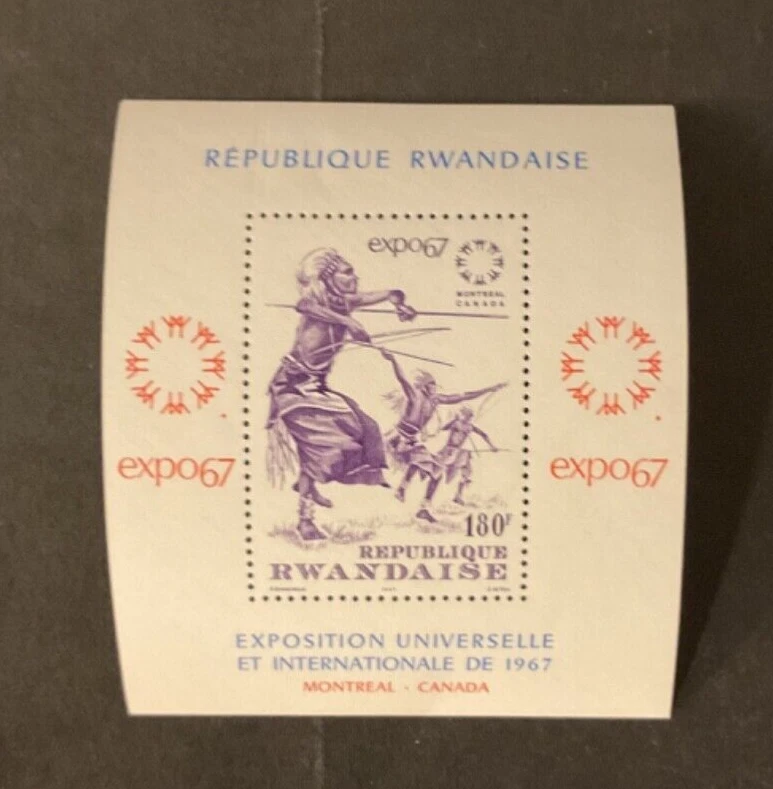 RÉPUBLIQUE RWANDAISE
expo67
MONTREAL
CANADA
expo67
expo67
180F
REPUBLIQUE
RWANDAISE
EXPOSITION UNIVERSELLE
ET INTERNATIONALE DE 1967
MONTREAL - CANADA